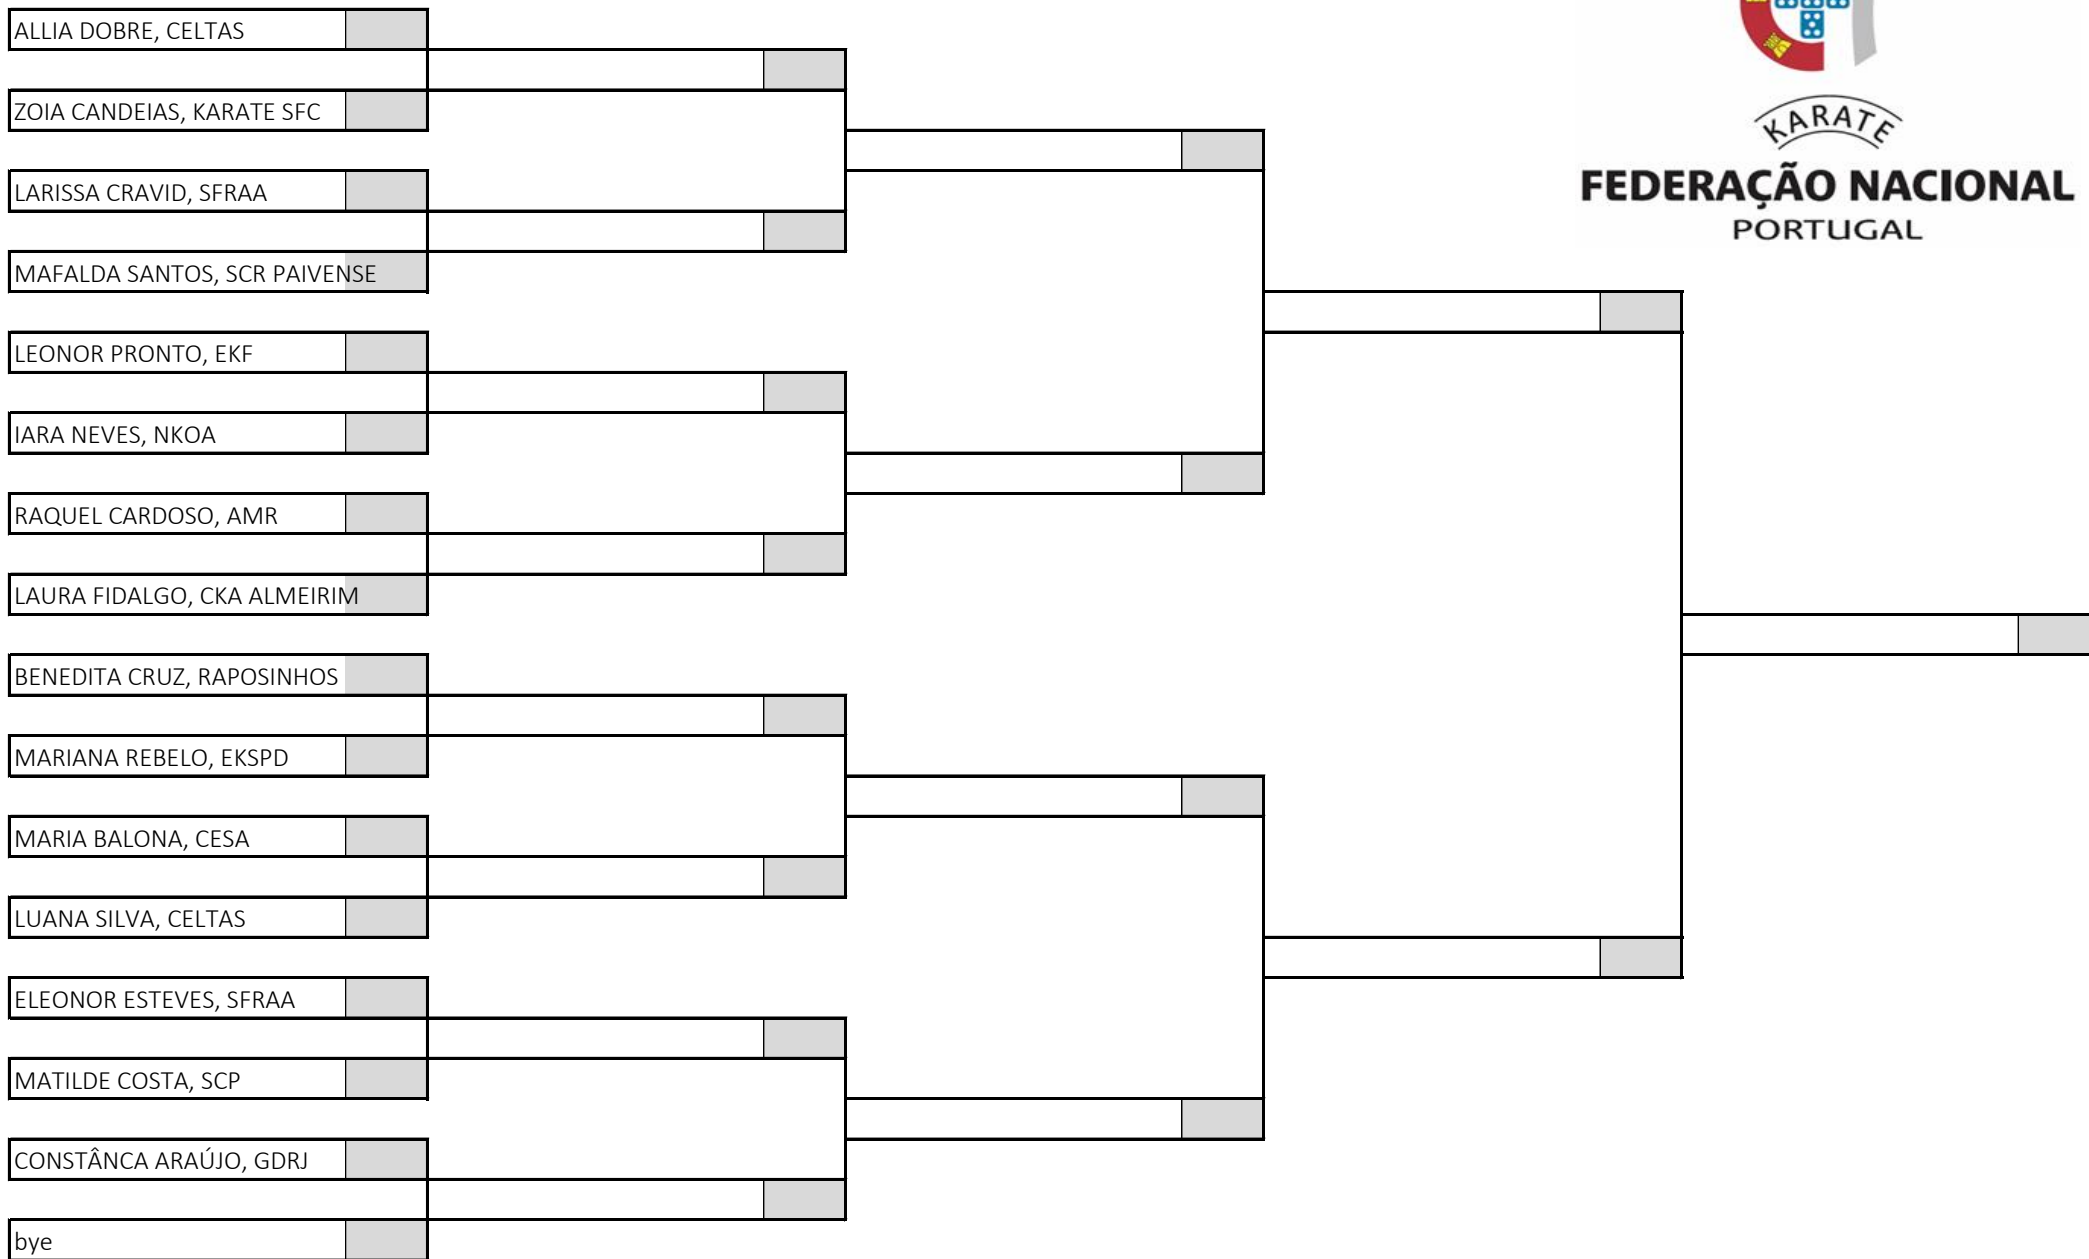 ALLIA DOBRE, CELTAS
ZOIA CANDEIAS, KARATE SFC
LARISSA CRAVID, SFRAA
MAFALDA SANTOS, SCR PAIVENSE
LEONOR PRONTO, EKF
IARA NEVES, NKOA
RAQUEL CARDOSO, AMR
LAURA FIDALGO, CKA ALMEIRIM
BENEDITA CRUZ, RAPOSINHOS
MARIANA REBELO, EKSPD
MARIA BALONA, CESA
LUANA SILVA, CELTAS
ELEONOR ESTEVES, SFRAA
MATILDE COSTA, SCP
CONSTÂNCA ARAÚJO, GDRJ
bye
KARATE
FEDERAÇÃO NACIONAL
PORTUGAL